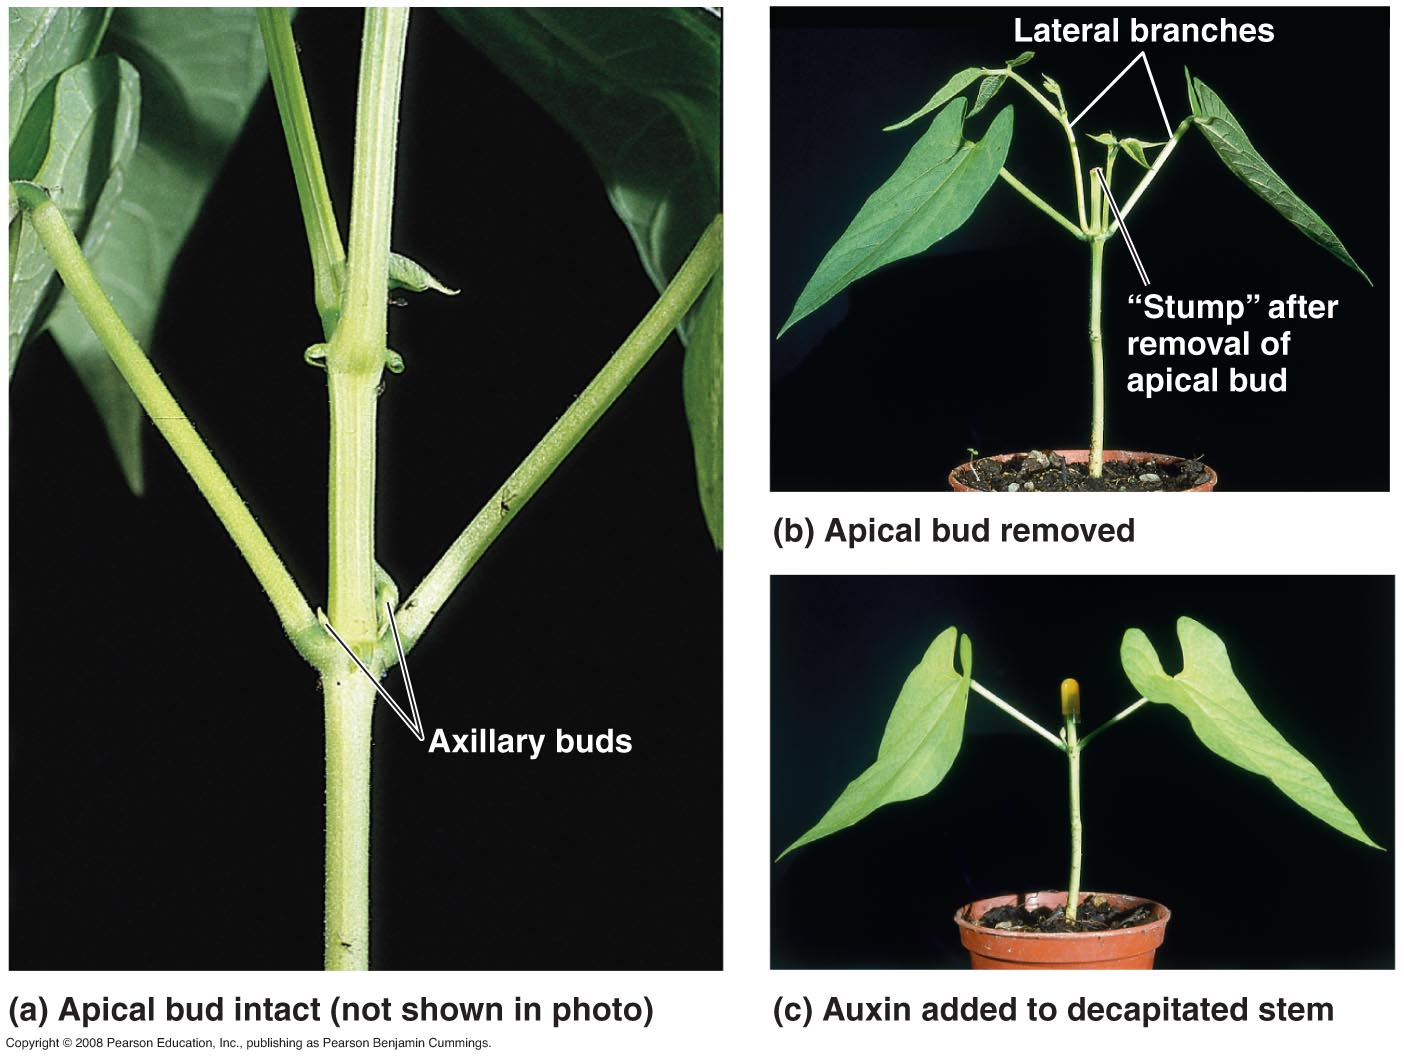 Axillary buds
(a) Apical bud intact (not shown in photo)
Lateral branches
“Stump” after
removal of
apical bud
(b) Apical bud removed
(c) Auxin added to decapitated stem
Copyright © 2008 Pearson Education, Inc., publishing as Pearson Benjamin Cummings.